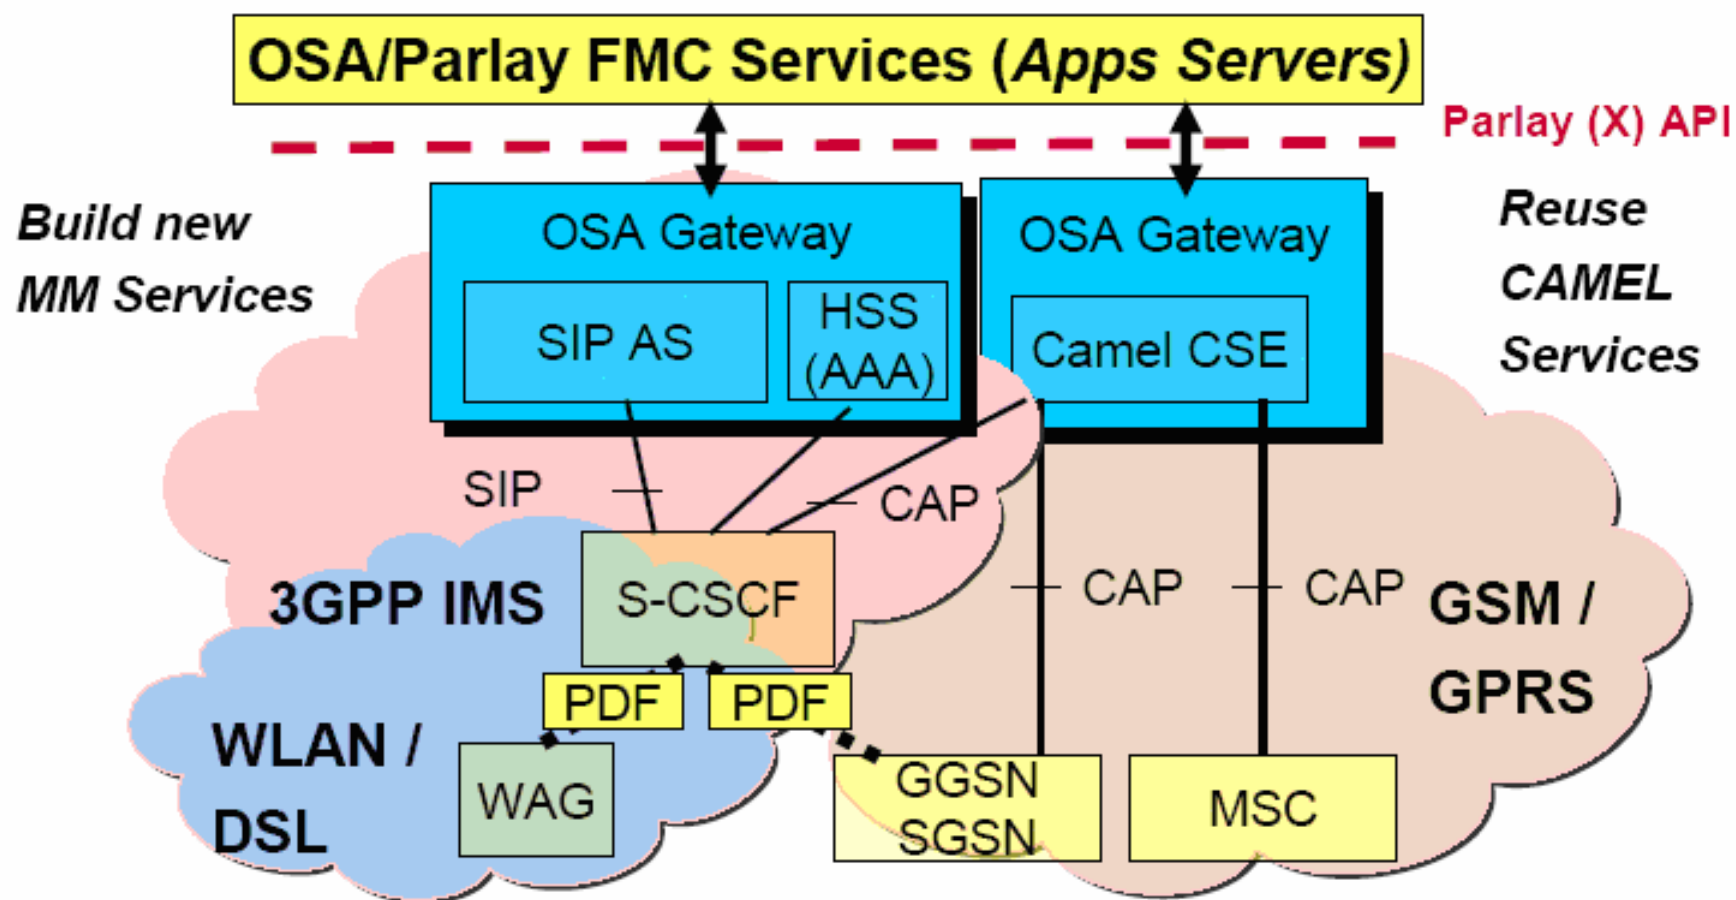 OSA/Parlay FMC Services (Apps Servers)
Parlay (X) API
Build new
MM Services
OSA Gateway
SIP AS
HSS
(AAA)
OSA Gateway
Camel CSE
Reuse
CAMEL
Services
SIP
CAP
3GPP IMS
S-CSCF
CAP
CAP
GSM /
GPRS
PDF
PDF
WLAN /
DSL
WAG
GGSN
SGSN
MSC